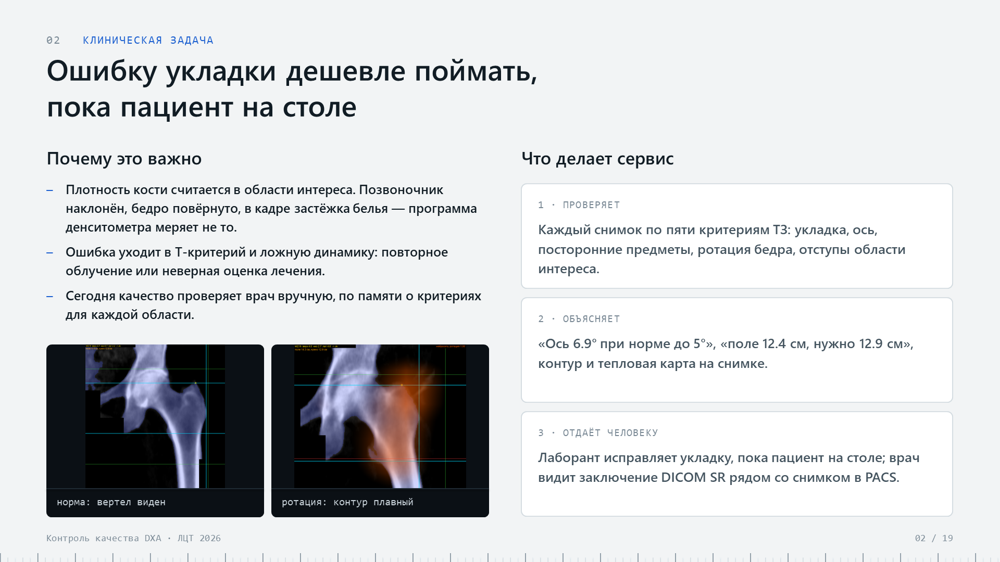 02 КЛИНИЧЕСКАЯ ЗАДАЧА
Ошибку укладки дешевле поймать,
пока пациент на столе
Почему это важно
– Плотность кости считается в области интереса. Позвоночник
наклонён, бедро повёрнуто, в кадре застёжка белья — программа
денситометра меряет не то.
– Ошибка уходит в Т-критерий и ложную динамику: повторное
облучение или неверная оценка лечения.
– Сегодня качество проверяет врач вручную, по памяти о критериях
для каждой области.
норма: вертел виден
ротация: контур плавный
Что делает сервис
1 · ПРОВЕРЯЕТ
Каждый снимок по пяти критериям ТЗ: укладка, ось,
посторонние предметы, ротация бедра, отступы области
интереса.
2 · ОБЪЯСНЯЕТ
«Ось 6.9° при норме до 5°», «поле 12.4 см, нужно 12.9 см»,
контур и тепловая карта на снимке.
3 · ОТДАЁТ ЧЕЛОВЕКУ
Лаборант исправляет укладку, пока пациент на столе; врач
видит заключение DICOM SR рядом со снимком в PACS.
Контроль качества DXA · ЛЦТ 2026
02 / 19